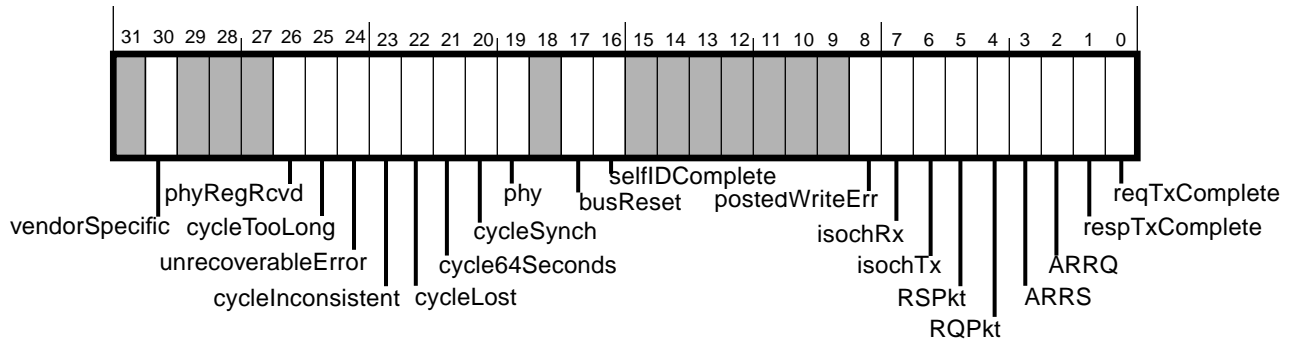 31 30 29 28 27 26 25 24 23 22 21 20 19 18 17 16 15 14 13 12 11 10 9 8 7 6 5 4 3 2 1 0
phyRegRcvd phy selfIDComplete postedWriteErr reqTxComplete
vendorSpecific cycleTooLong cycleSynch busReset isochRx respTxComplete
unrecoverableError cycle64Seconds isochTx ARRQ
cycleInconsistent cycleLost RSPkt ARRS
RQPkt